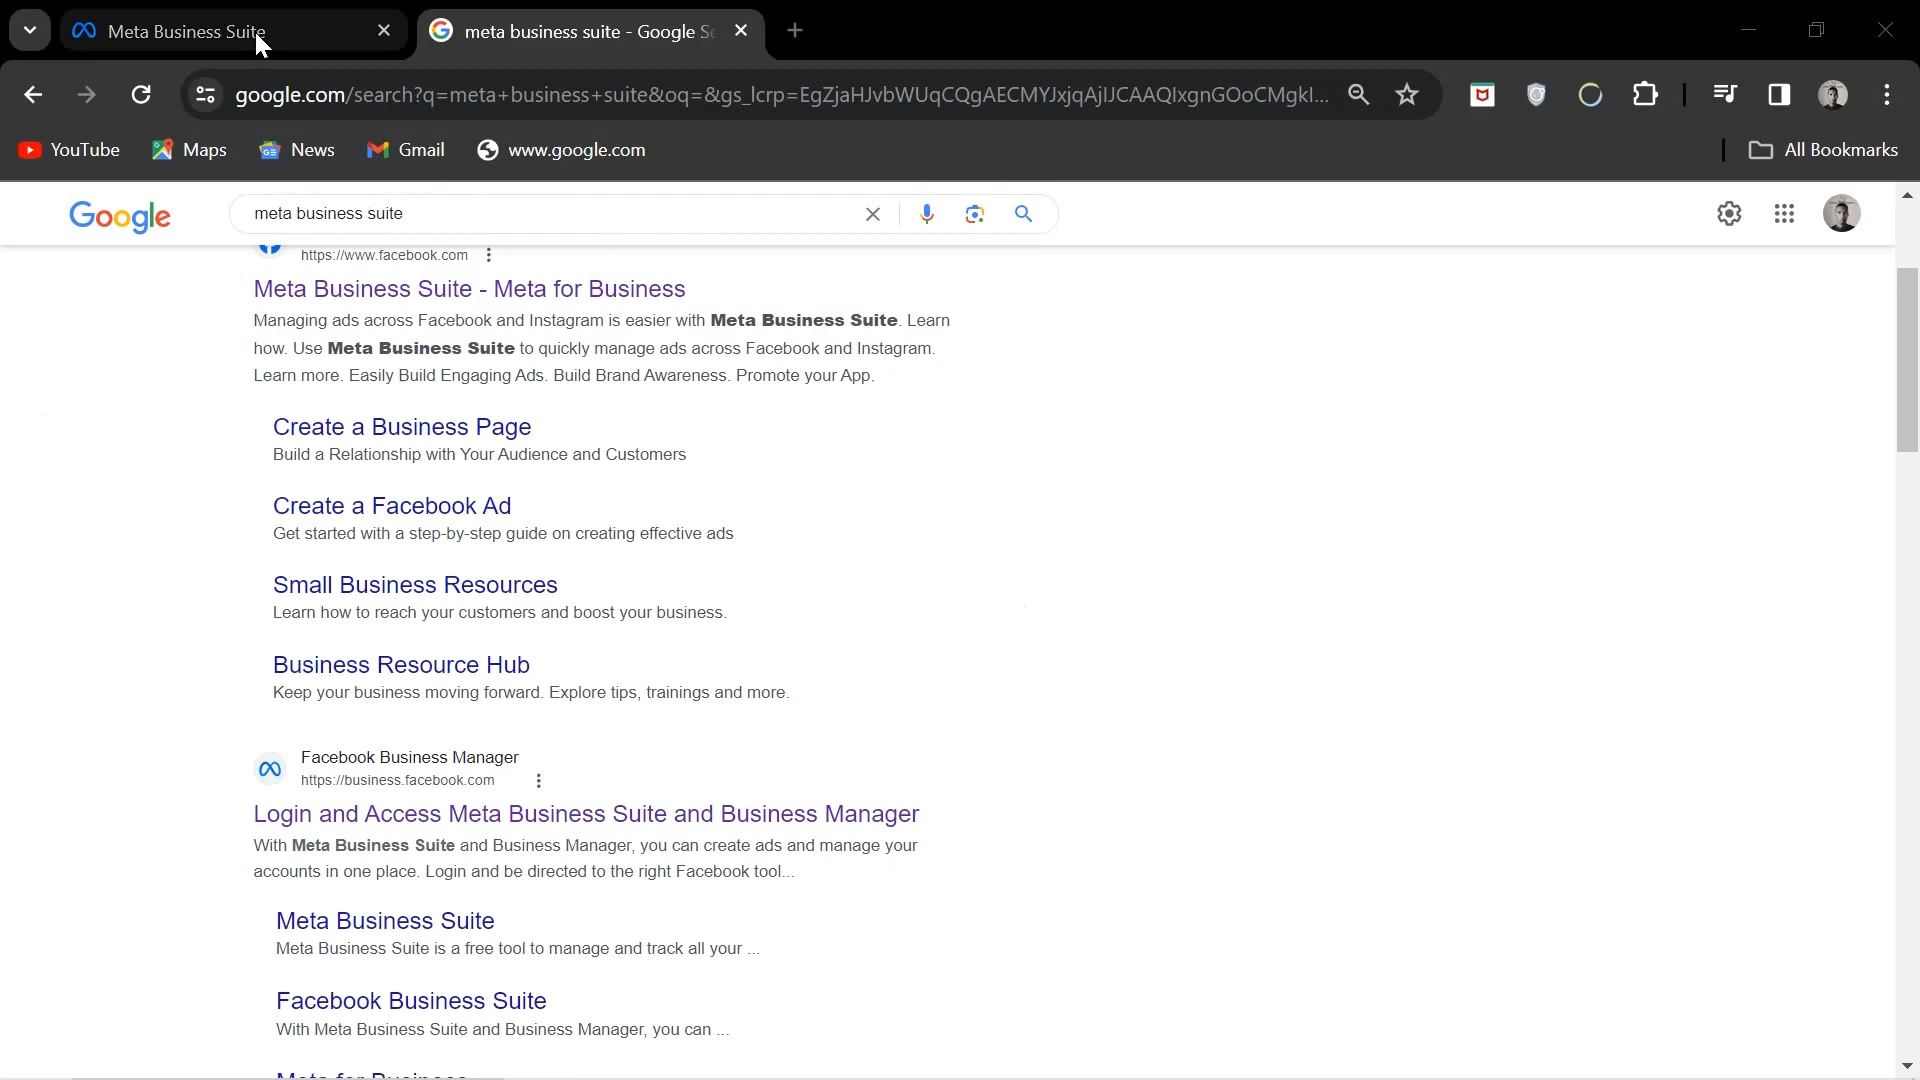 Meta Business Suite
meta business suite - Google S
google.com/search?q=meta+business+suite&oq=&gs_lcrp=EgZjaHJvbWUqCQgAECMYJxjqAjIJCAAQIxgnGOoCMgkI...
YouTube Maps News Gmail www.google.com All Bookmarks
Google meta business suite
https://www.facebook.com
Meta Business Suite - Meta for Business
Managing ads across Facebook and Instagram is easier with Meta Business Suite. Learn
how. Use Meta Business Suite to quickly manage ads across Facebook and Instagram.
Learn more. Easily Build Engaging Ads. Build Brand Awareness. Promote your App.
Create a Business Page
Build a Relationship with Your Audience and Customers
Create a Facebook Ad
Get started with a step-by-step guide on creating effective ads
Small Business Resources
Learn how to reach your customers and boost your business.
Business Resource Hub
Keep your business moving forward. Explore tips, trainings and more.
Facebook Business Manager
https://business.facebook.com
Login and Access Meta Business Suite and Business Manager
With Meta Business Suite and Business Manager, you can create ads and manage your
accounts in one place. Login and be directed to the right Facebook tool...
Meta Business Suite
Meta Business Suite is a free tool to manage and track all your ...
Facebook Business Suite
With Meta Business Suite and Business Manager, you can ...
Meta for Business